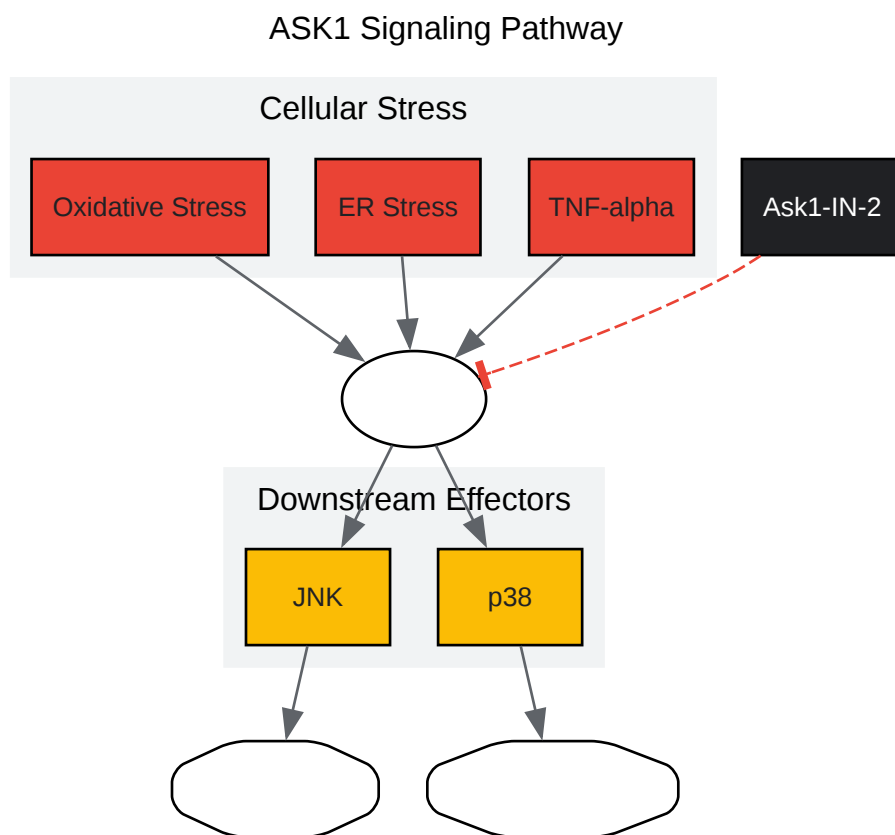 ASK1 Signaling Pathway
Cellular Stress
Oxidative Stress
ER Stress
TNF-alpha
Ask1-IN-2
Downstream Effectors
JNK
p38